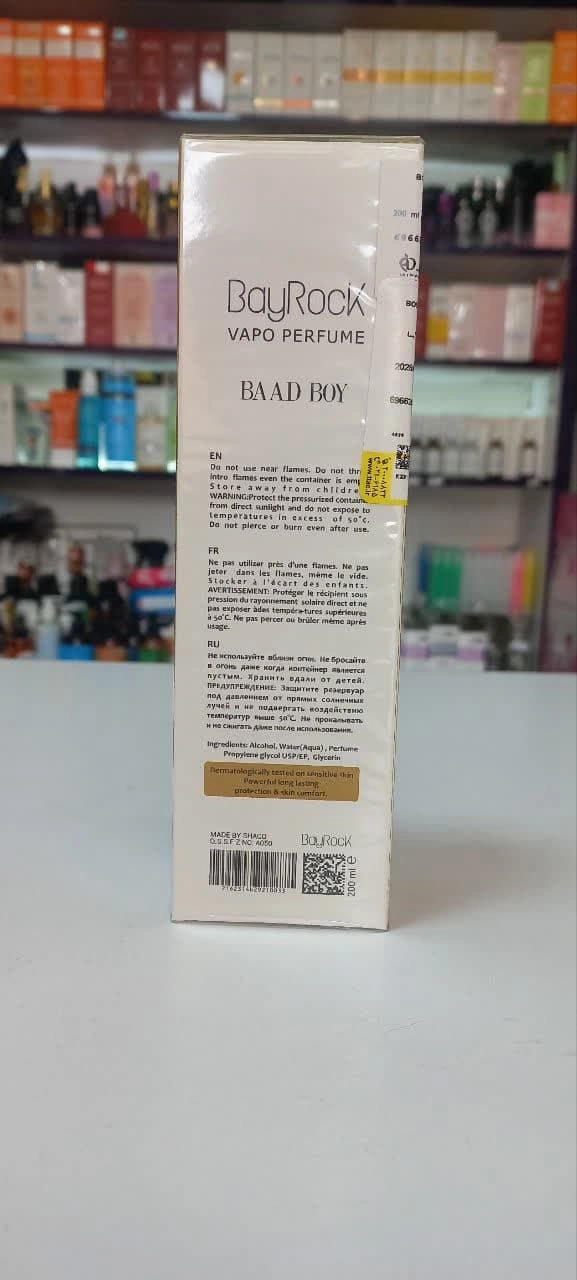 BayRock
VAPO PERFUME
BAAD BOY
EN
Do not use near flames. Do not
intro flames even the container is
Store away from
WARNING:Protect the pressurized
from direct sunlight and do not expose to
temperatures in excess of 50°c.
Do not pierce or burn even after use.
FR
Ne pas utilizer près d'une flames. Ne pas
jeter dans les flames, mème le vide.
Stocker à l'écart des enfants.
AVERTISSEMENT: Protéger le récipient sous
pression du rayonnement solaire direct et ne
pas exposer àdes tempéra-tures supérieures
à 50°C. Ne pas percer ou brûler même après
usage.
RU
Не используйте вблизи огня. Не бросайте
в огонь даже когда контейнер является
пустым. Хранить вдали от детей.
ПРЕДУПРЕЖДЕНИЕ: Защитите резервуар
под давлением от прямых солнечных
лучей и не подвергать воздействию
температур выше 50°C. Не прокалывать
и не сжигать даже после использования.
Ingredients: Alcohol, Water(Aqua) , Perfume
Propylene glycol USP/EP, Glycerin
Dermatologically tested on sensitive skin
Powerful long lasting
protection & skin comfort.
MADE BY SHACO
BayRock
200 ml e
200 ml